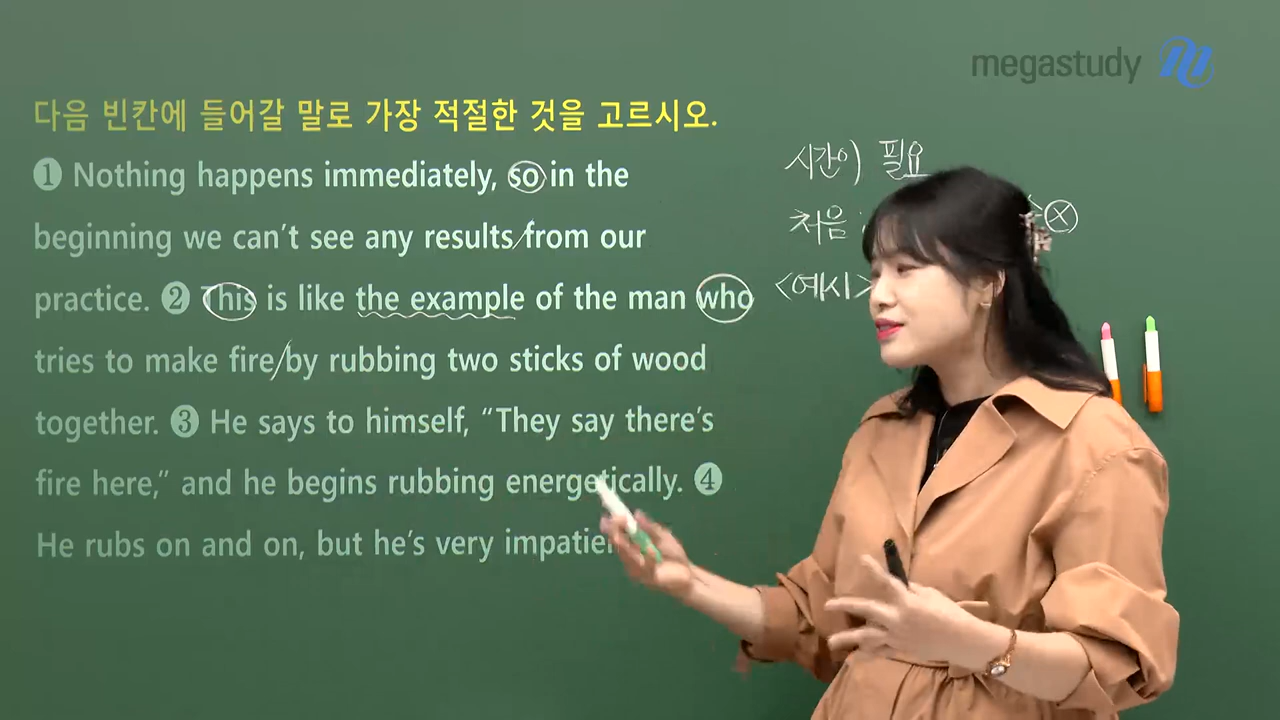 megastudy
다음 빈칸에 들어갈 말로 가장 적절한 것을 고르시오.
❶ Nothing happens immediately, so in the
beginning we can't see any results from our
practice. ❷ This is like the example of the man who
tries to make fire by rubbing two sticks of wood
together. ❸ He says to himself, “They say there's
fire here,” and he begins rubbing energetically. ❹
He rubs on and on, but he's very
시간이 필요
처음
<예시>